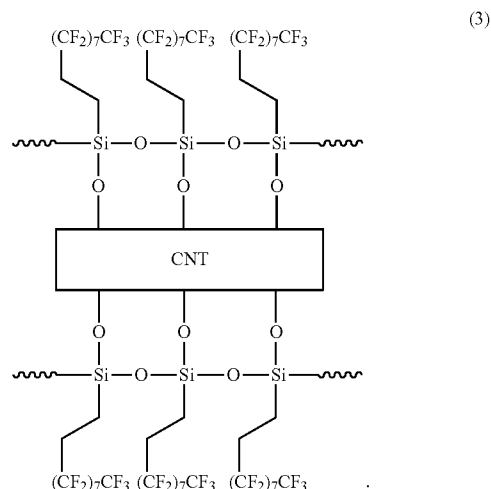 (3)
(CF₂)₇CF₃ (CF₂)₇CF₃ (CF₂)₇CF₃
Si—O—Si—O—Si
O O O
CNT
O O O
Si—O—Si—O—Si
(CF₂)₇CF₃ (CF₂)₇CF₃ (CF₂)₇CF₃ .